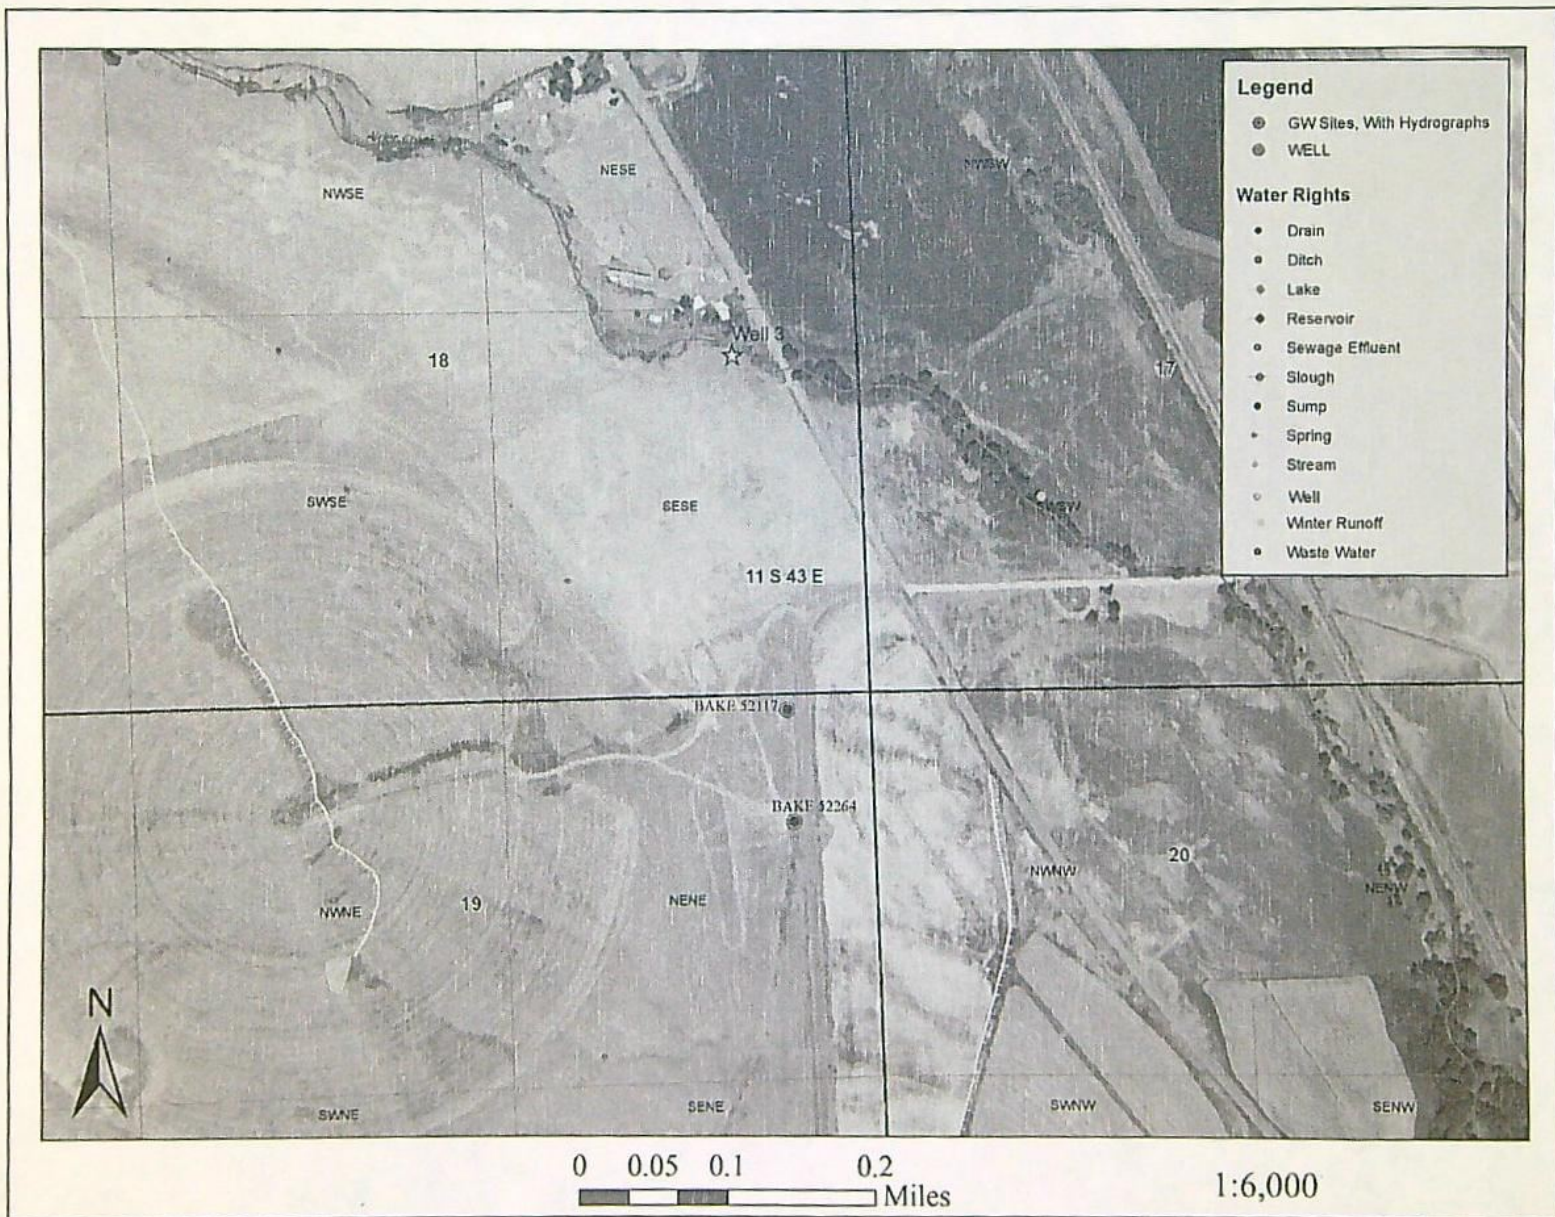 Legend
GW Sites, With Hydrographs
WELL
Water Rights
Drain
Ditch
Lake
Reservoir
Sewage Effluent
Slough
Sump
Spring
Stream
Well
Winter Runoff
Waste Water
NWSE
NESE
NWSW
Well 3
18
17
SWSE
SESE
SWSW
11 S 43 E
BAKE 52117
BAKE 52264
NWNE
19
NENE
NWNW
20
NENW
N
SWNE
SENE
SWNW
SENW
0 0.05 0.1 0.2
Miles
1:6,000